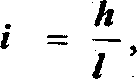 i = h/l,